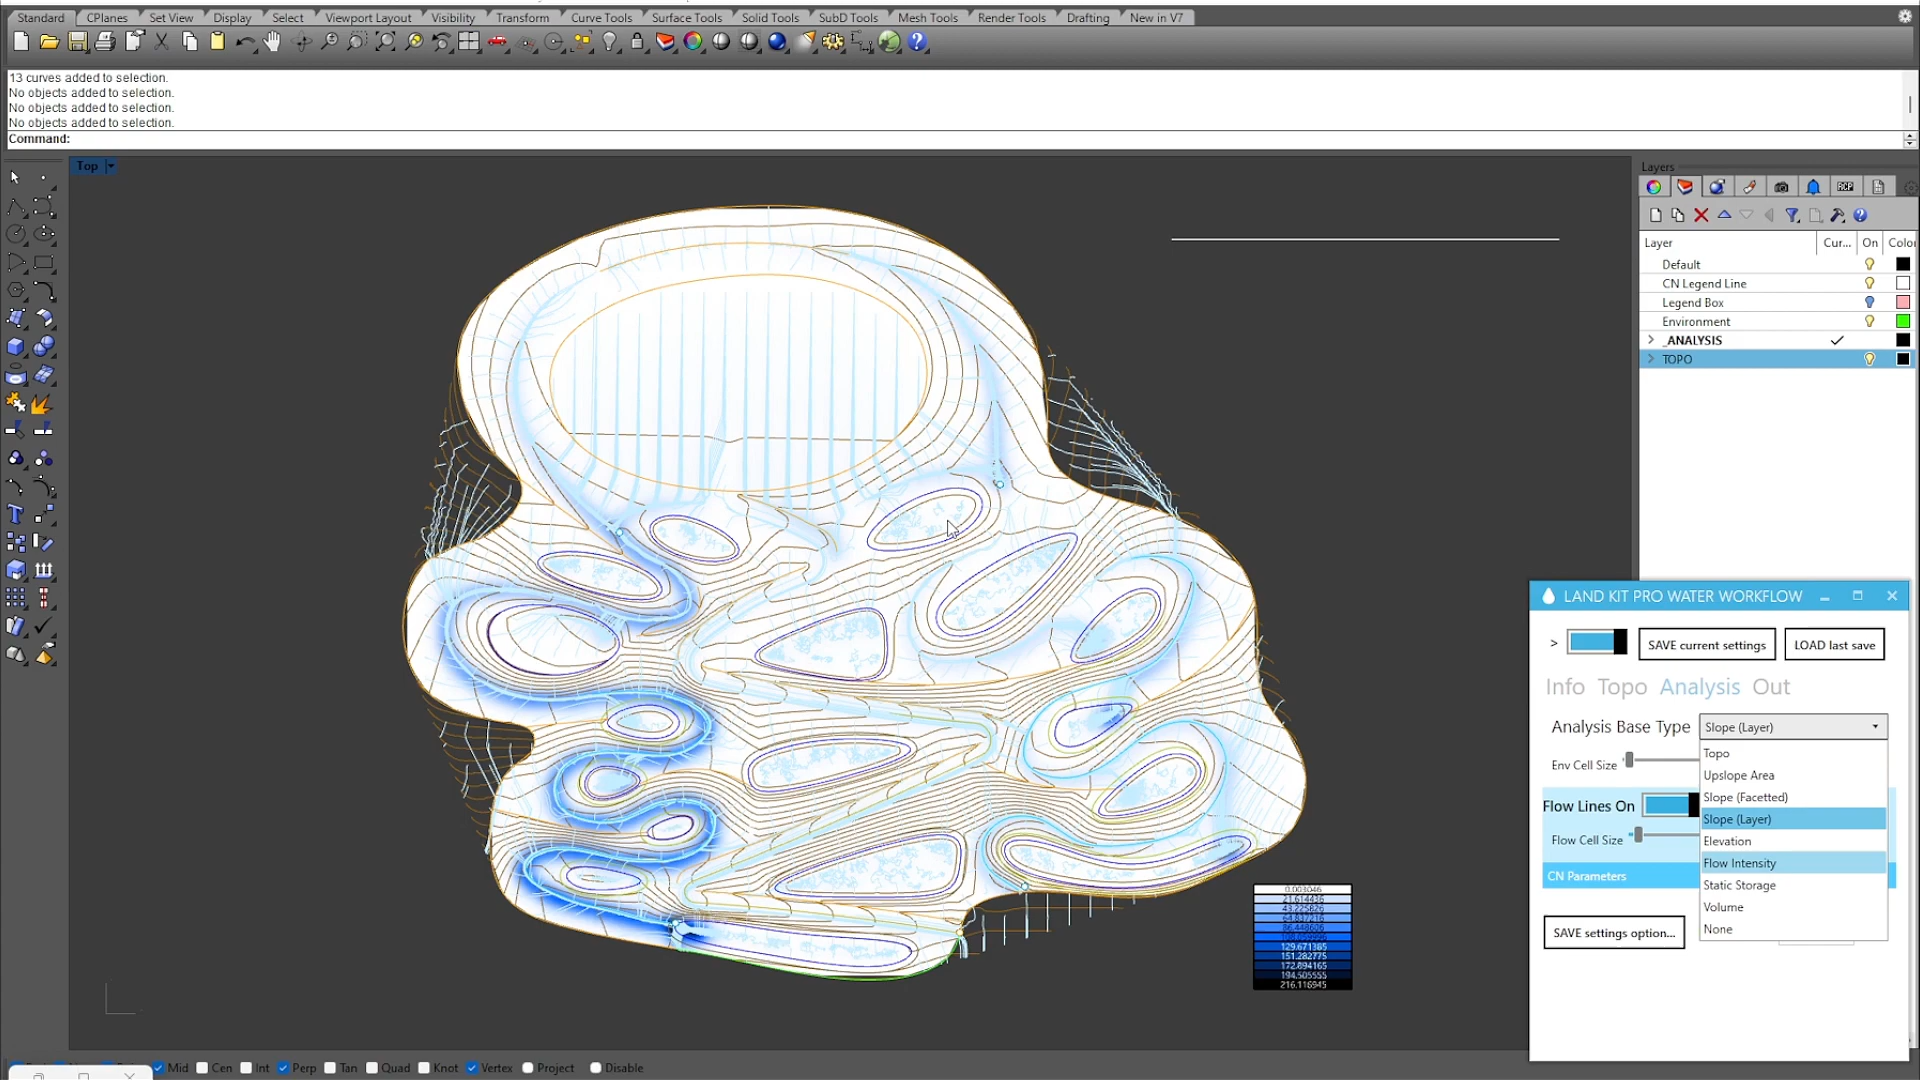 Standard CPlanes Set View Display Select Viewport Layout Visibility Transform Curve Tools Surface Tools Solid Tools SubD Tools Mesh Tools Render Tools Drafting New in V7
13 curves added to selection.
No objects added to selection.
No objects added to selection.
No objects added to selection.
Command:
Top
Layers
Layer Cur... On Colo
Default
CN Legend Line
Legend Box
Environment
_ANALYSIS
TOPO
LAND KIT PRO WATER WORKFLOW
> SAVE current settings LOAD last save
Info Topo Analysis Out
Analysis Base Type Slope (Layer)
Env Cell Size
Flow Lines On
Flow Cell Size
CN Parameters
SAVE settings option...
Topo
Upslope Area
Slope (Facetted)
Slope (Layer)
Elevation
Flow Intensity
Static Storage
Volume
None
0.003046
21.614436
43.225826
64.837216
86.448606
129.671385
151.282775
172.894165
194.505555
216.116945
Mid Cen Int Perp Tan Quad Knot Vertex Project Disable